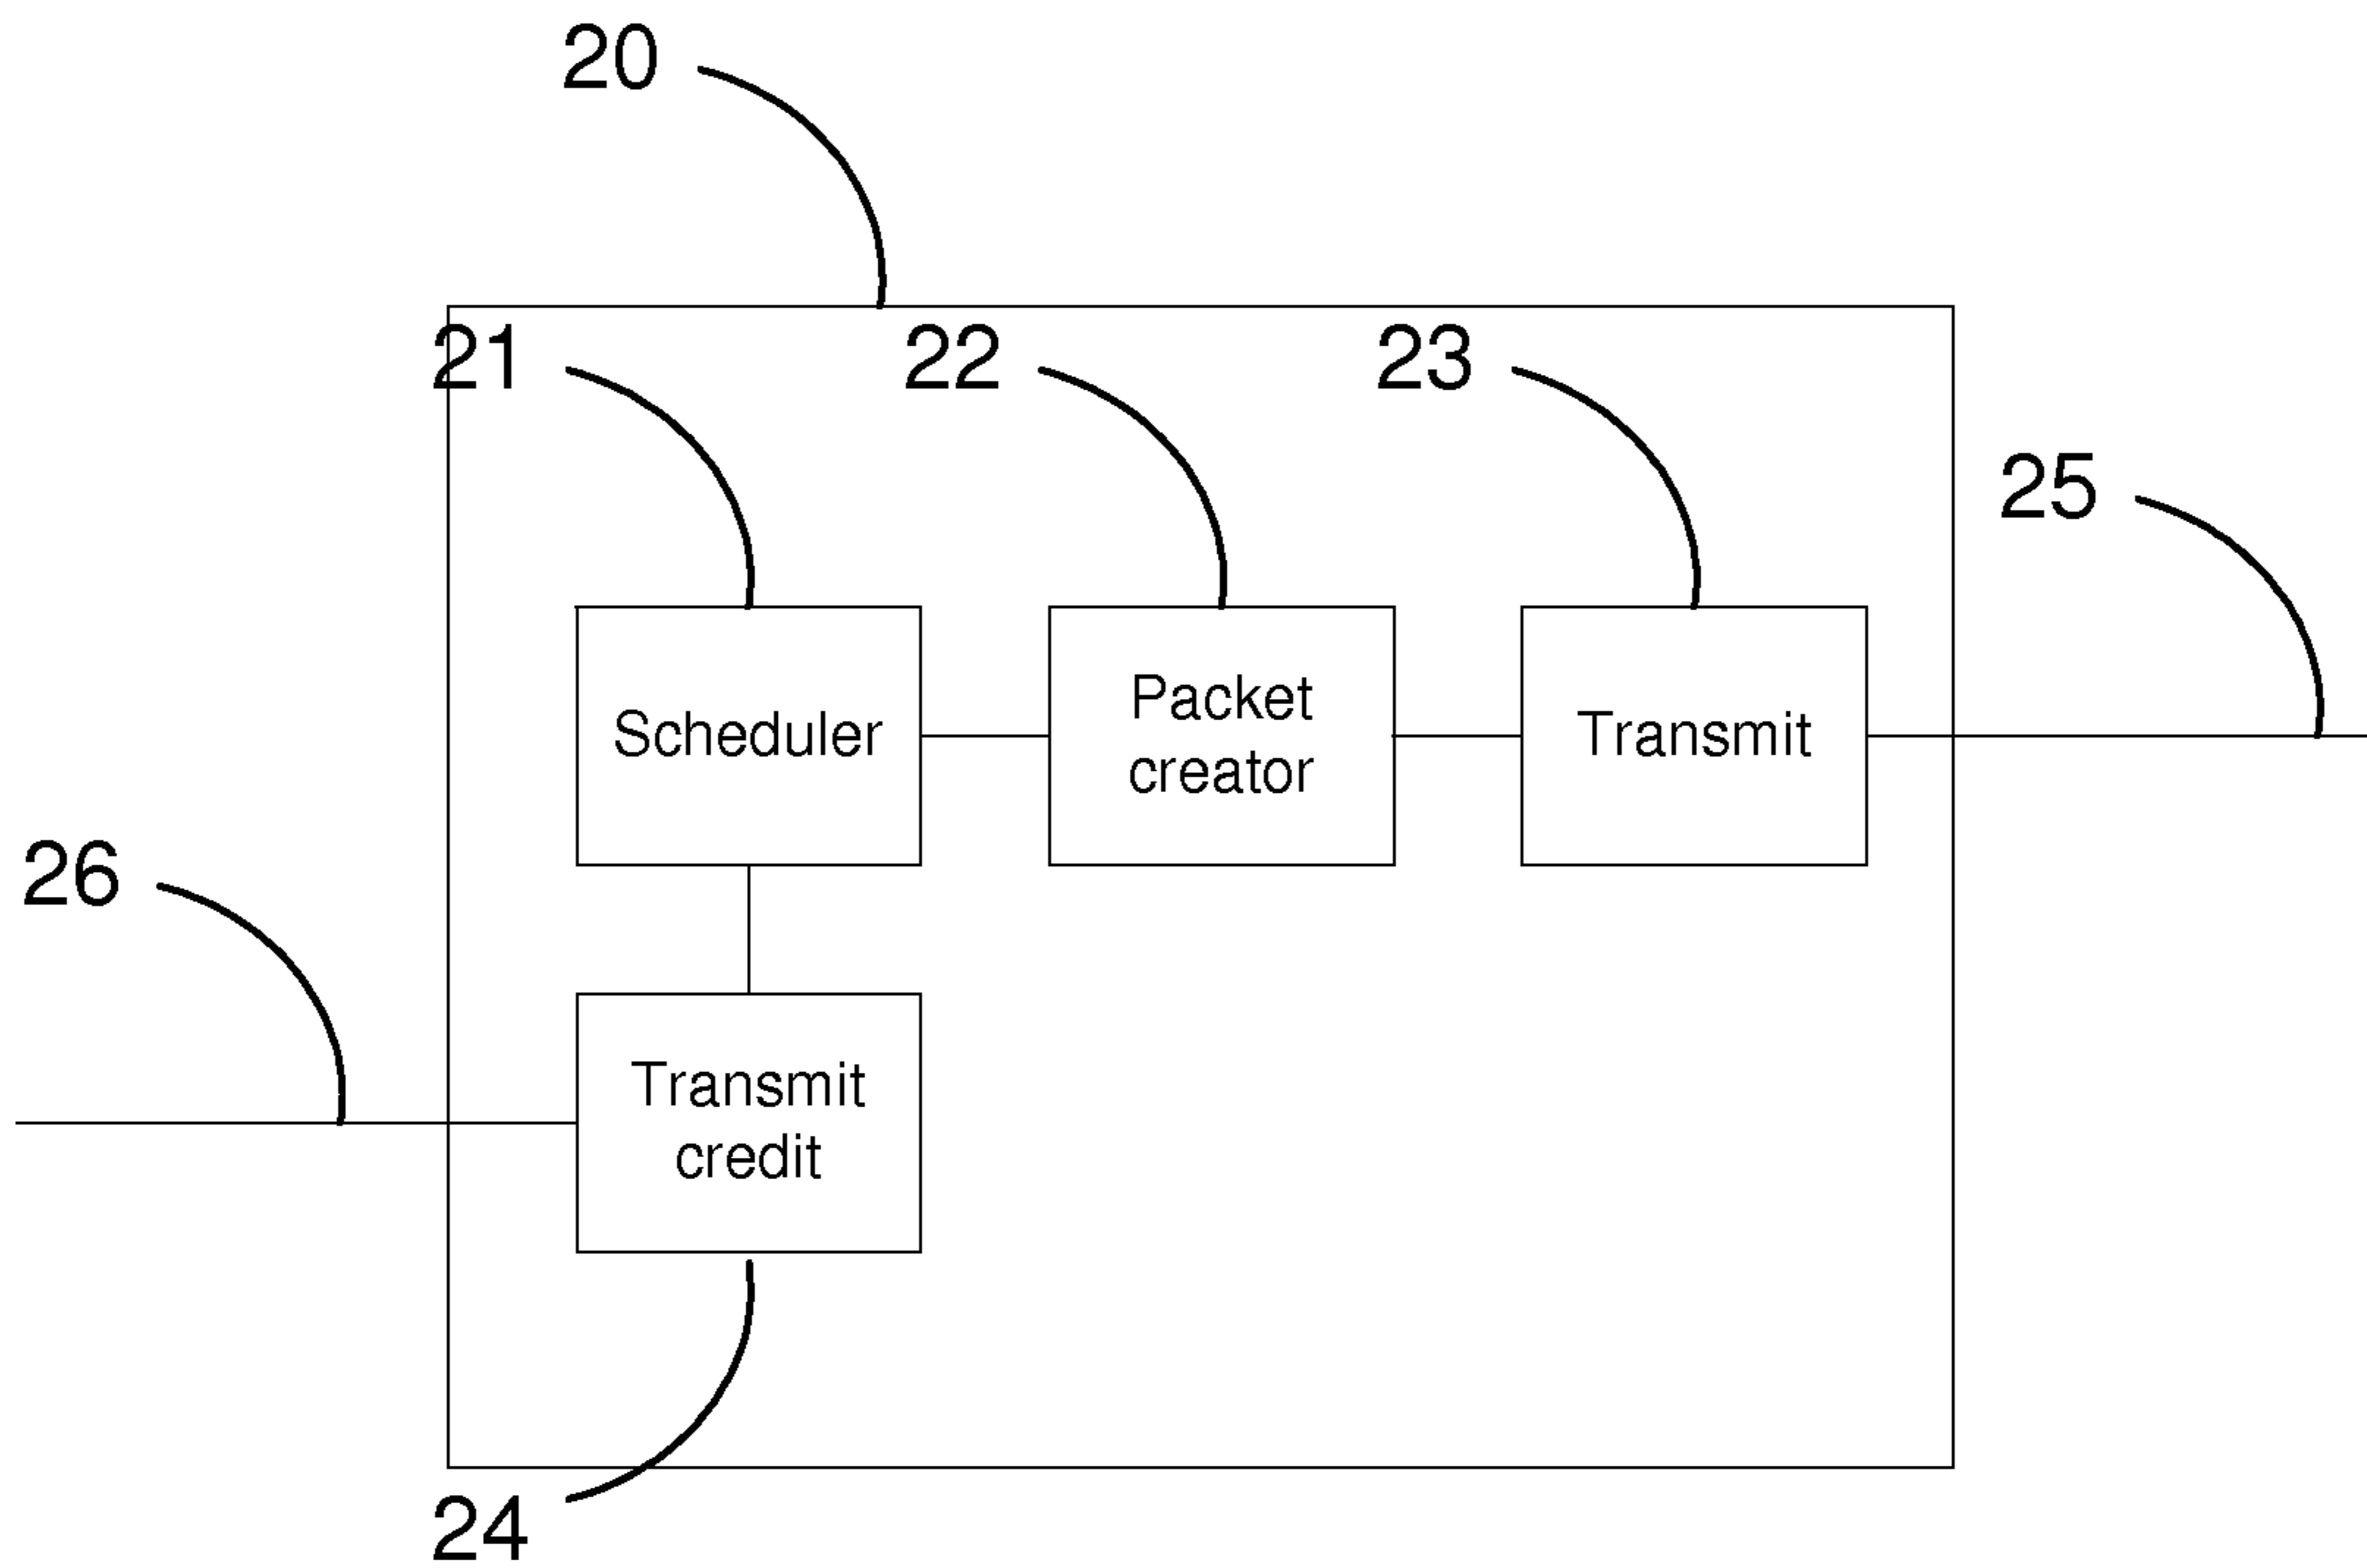 20
21
22
23
25
Scheduler
Packet
creator
Transmit
26
Transmit
credit
24